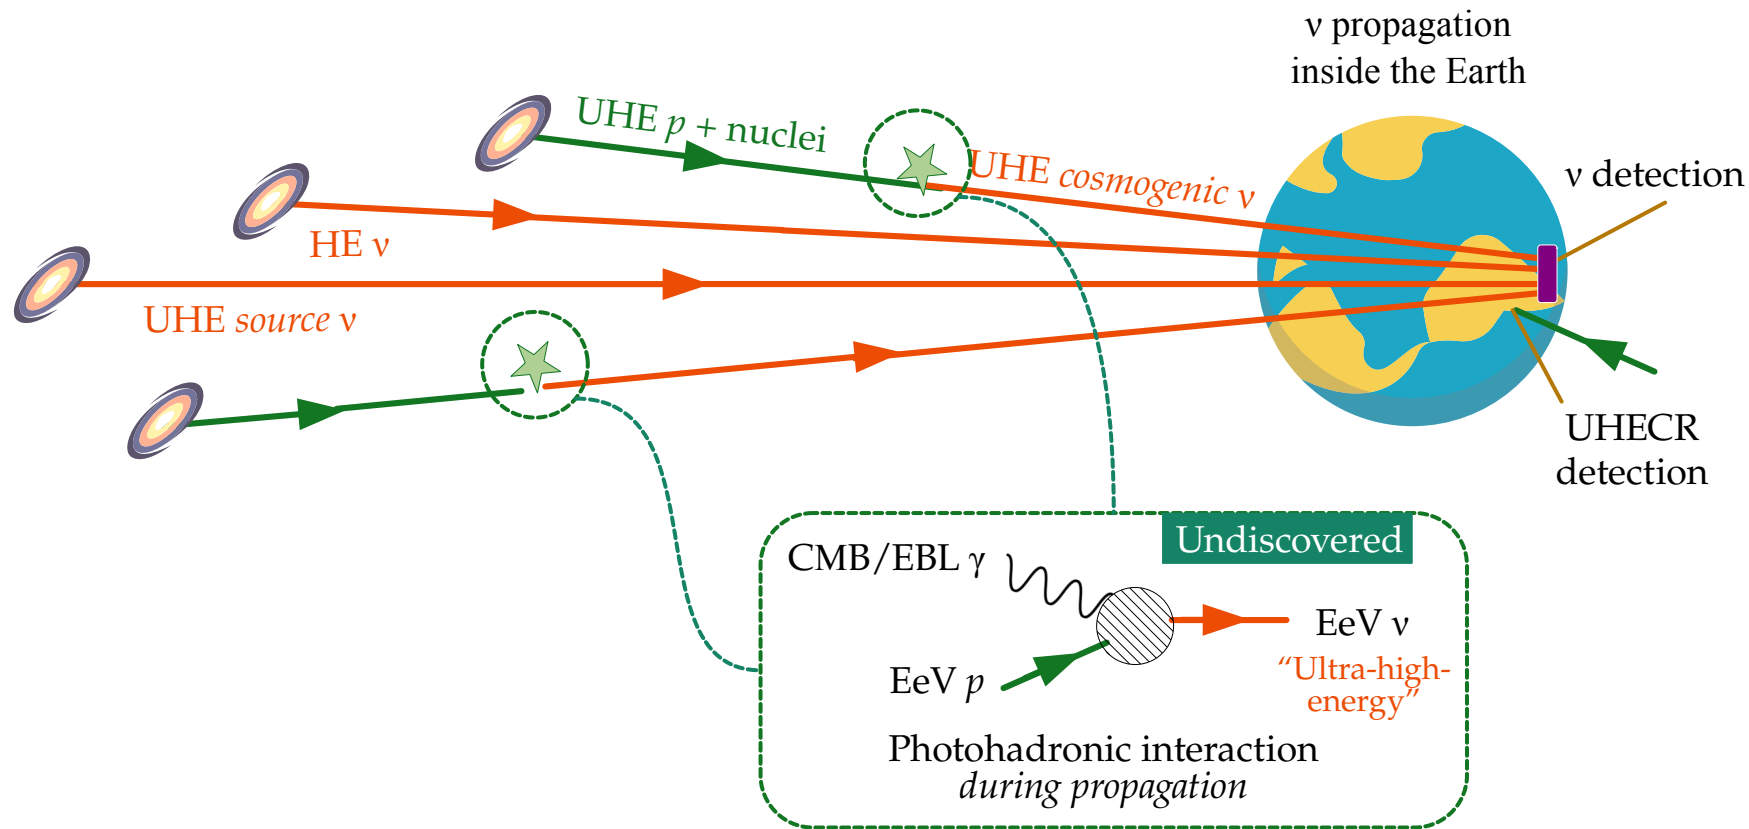 ν propagation
inside the Earth
UHE p + nuclei
UHE cosmogenic ν
ν detection
HE ν
UHE source ν
UHECR
detection
Undiscovered
CMB/EBL γ
EeV ν
“Ultra-high-
energy”
EeV p
Photohadronic interaction
during propagation